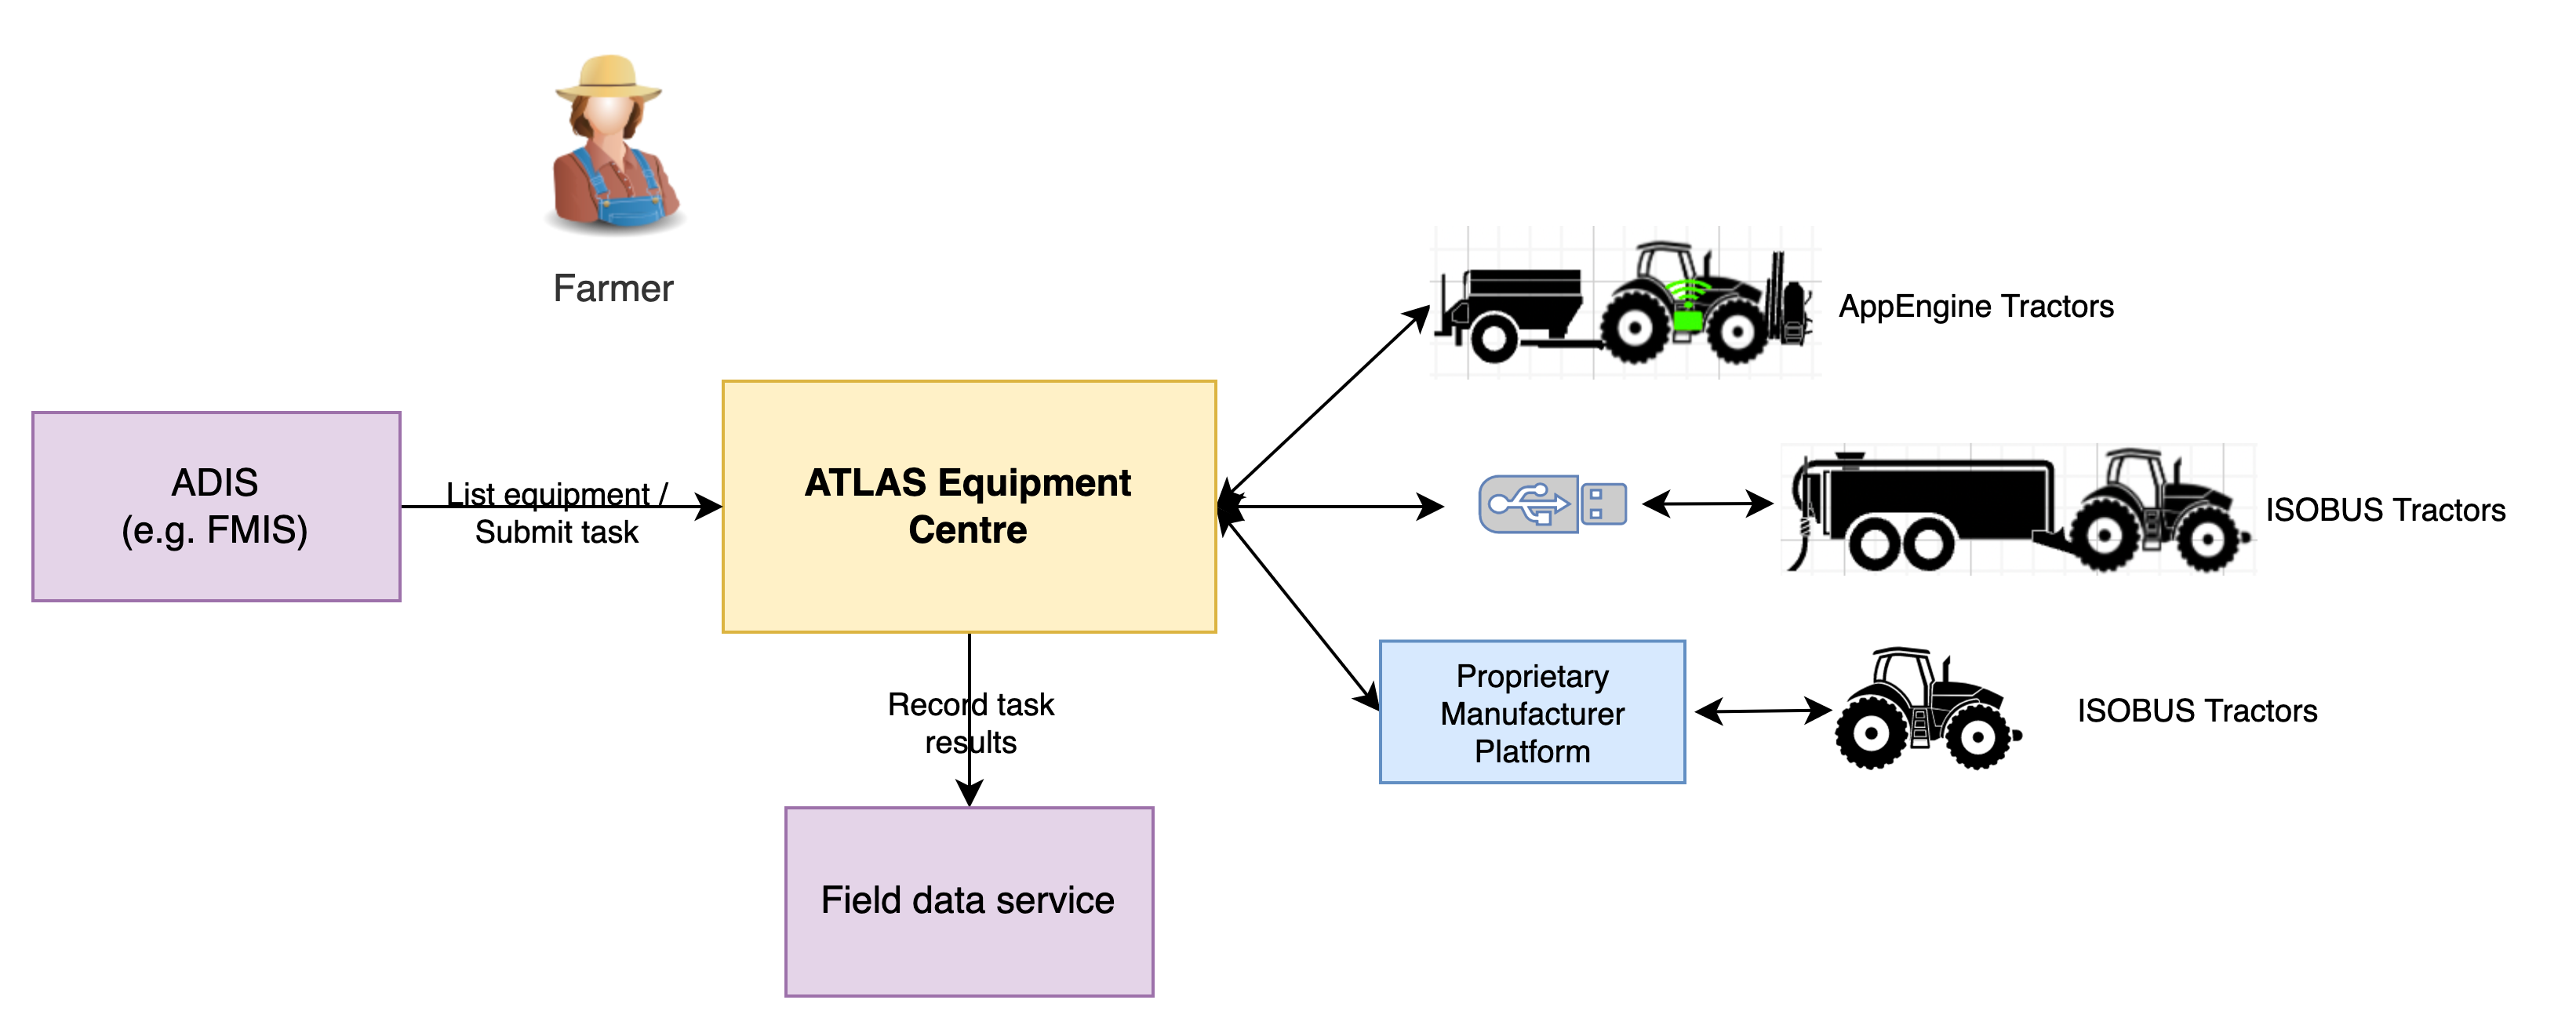 Farmer
AppEngine Tractors
ADIS
(e.g. FMIS)
List equipment /
Submit task
ATLAS Equipment
Centre
ISOBUS Tractors
Record task
results
Proprietary
Manufacturer
Platform
ISOBUS Tractors
Field data service